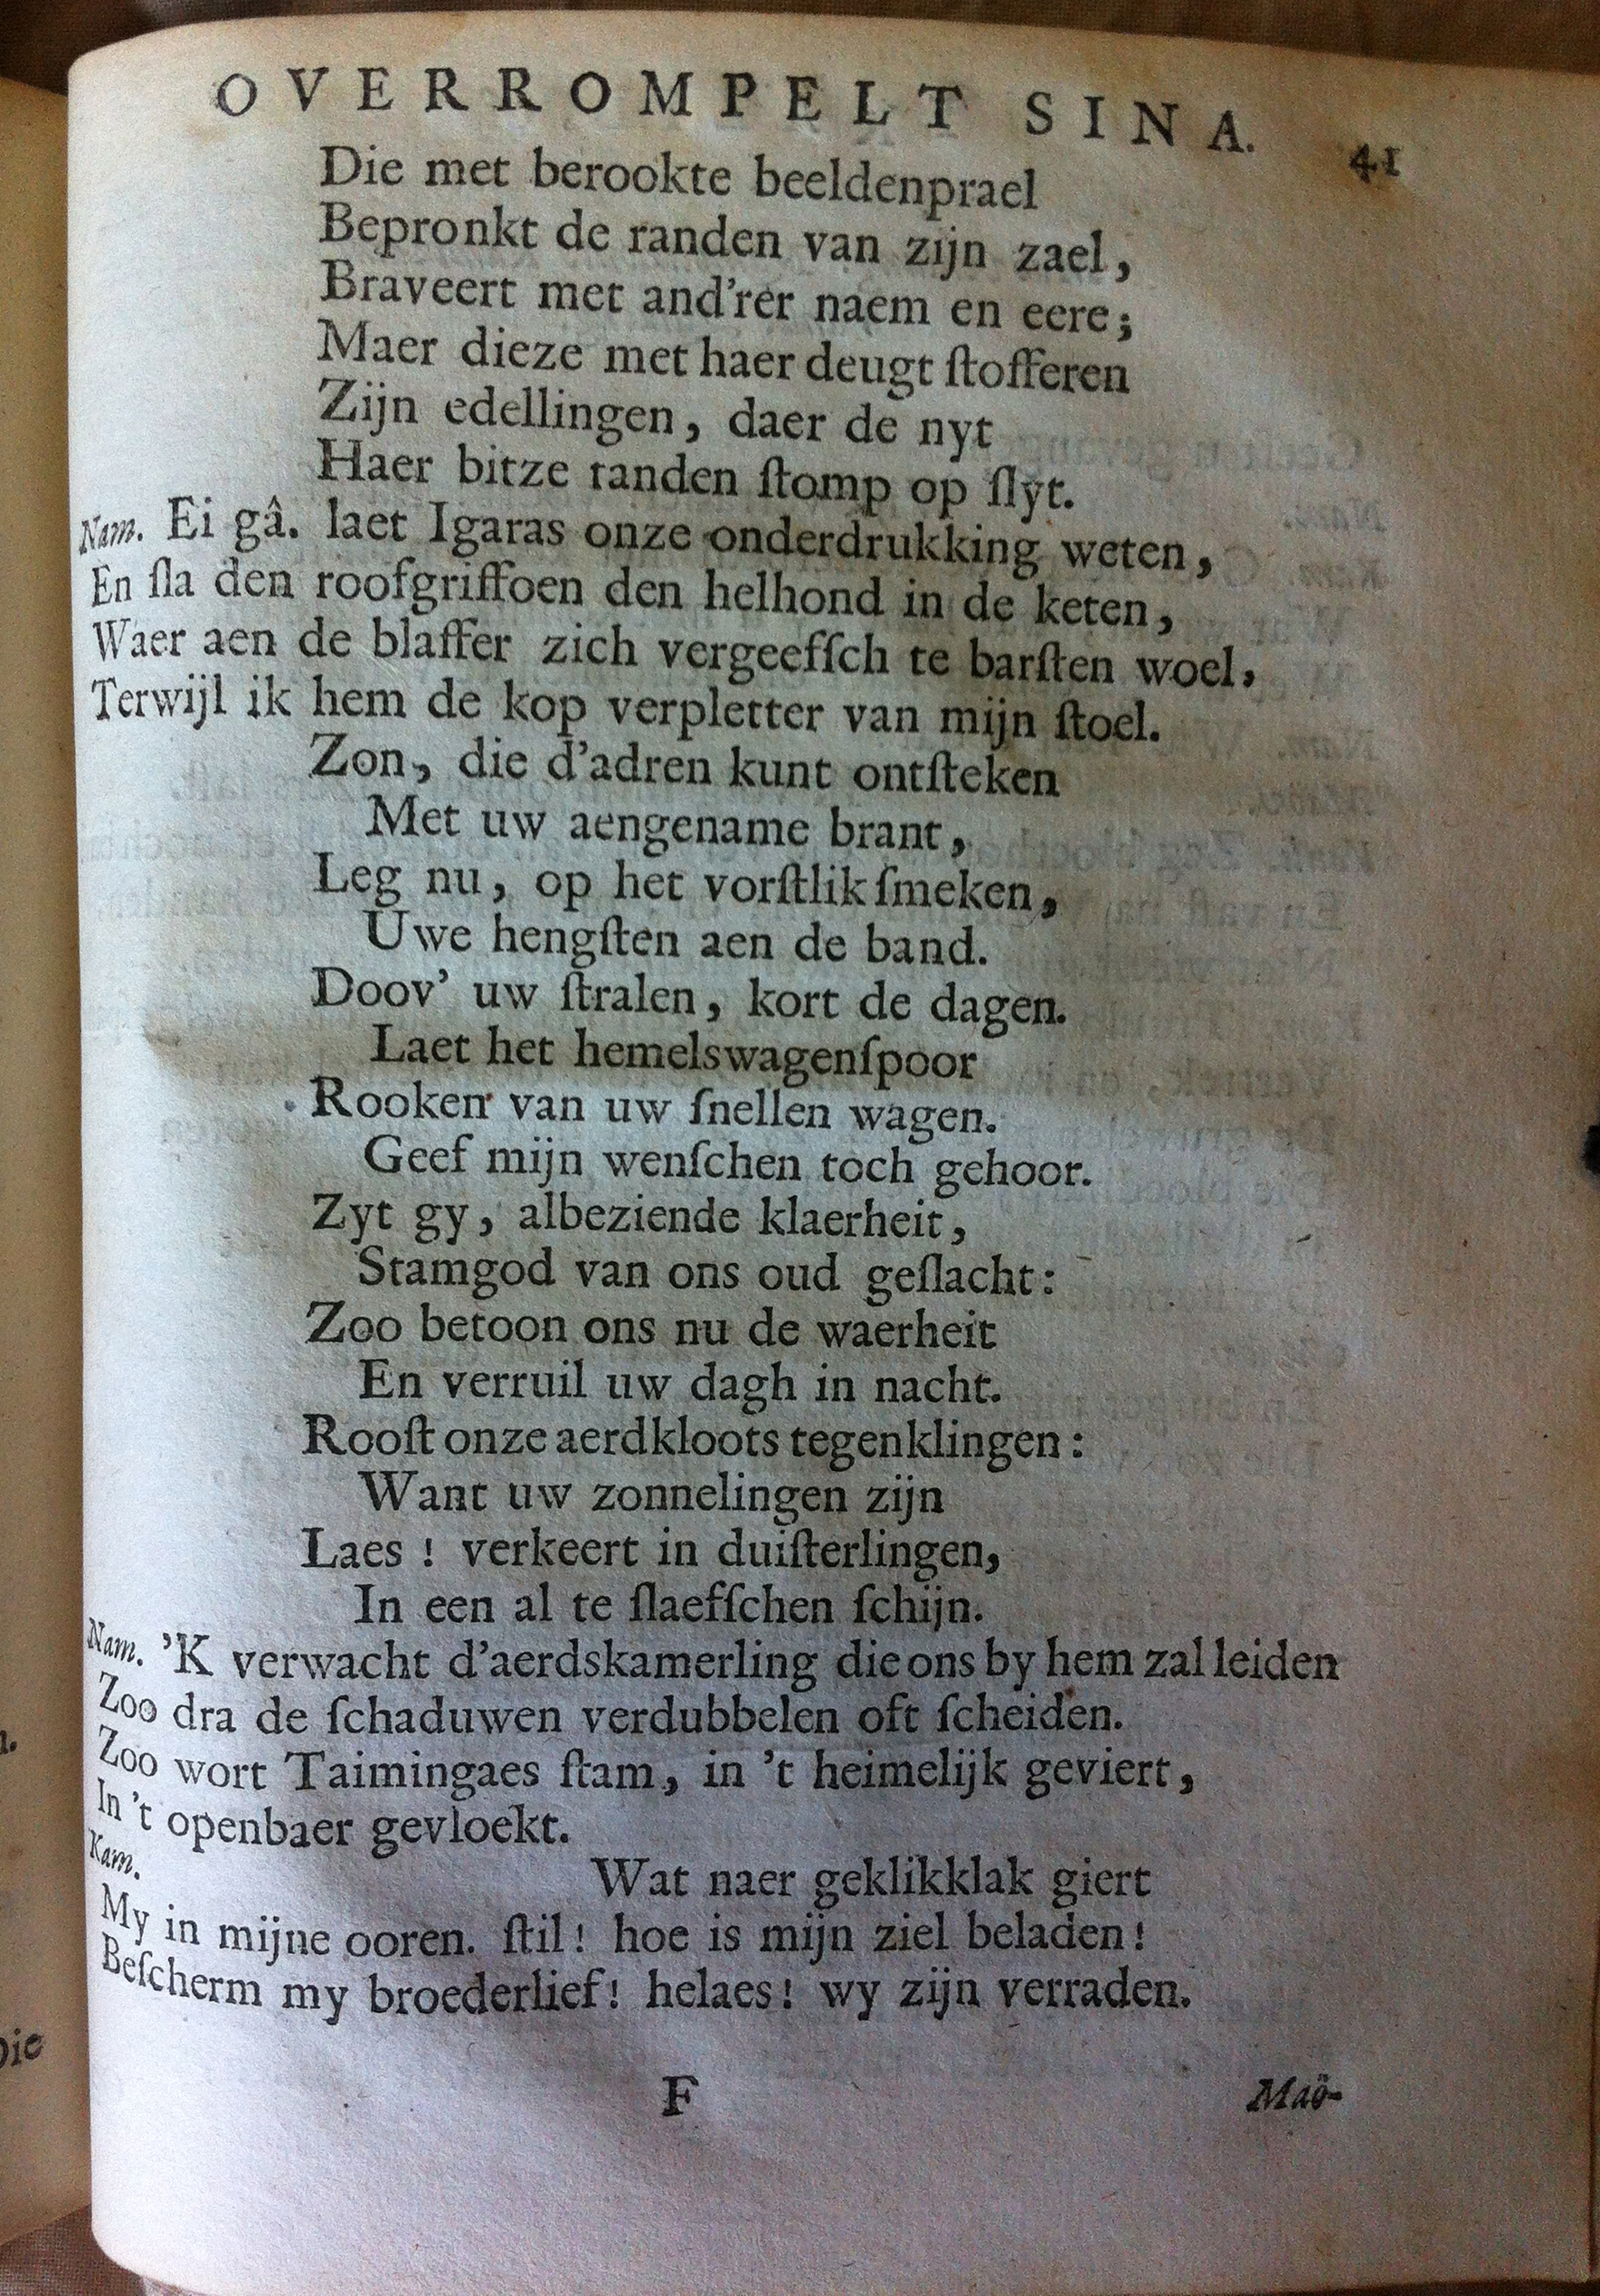 OVERROMPELT SINA. 41
Die met berookte beeldenprael
Bepronkt de randen van zijn zael,
Braveert met and'rer naem en eere;
Maer dieze met haer deugt ſtofferen
Zijn edellingen, daer de nyt
Haer bitze tanden ſtomp op ſlyt.
Nam. Ei gâ. laet Igaras onze onderdrukking weten,
En ſla den roofgriffoen den helhond in de keten,
Waer aen de blaffer zich vergeefſch te barſten woel,
Terwijl ik hem de kop verpletter van mijn ſtoel.
Zon, die d'adren kunt ontſteken
Met uw aengename brant,
Leg nu, op het vorſtlik ſmeken,
Uwe hengſten aen de band.
Doov' uw ſtralen, kort de dagen.
Laet het hemelswagenſpoor
Rooken van uw ſnellen wagen.
Geef mijn wenſchen toch gehoor.
Zyt gy, albeziende klaerheit,
Stamgod van ons oud geſlacht:
Zoo betoon ons nu de waerheit
En verruil uw dagh in nacht.
Rooſt onze aerdkloots tegenklingen:
Want uw zonnelingen zijn
Laes! verkeert in duiſterlingen,
In een al te ſlaefſchen ſchijn.
Nam. 'K verwacht d'aerdskamerling die ons by hem zal leiden
Zoo dra de ſchaduwen verdubbelen oft ſcheiden.
Zoo wort Taimingaes ſtam, in 't heimelijk geviert,
In 't openbaer gevloekt.
Kam. Wat naer geklikklak giert
My in mijne ooren. ſtil! hoe is mijn ziel beladen!
Beſcherm my broederlief! helaes! wy zijn verraden.
F Maö-